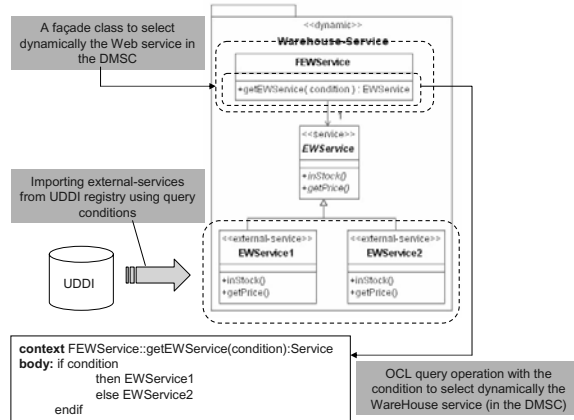 A façade class to select
dynamically the Web service in
the DMSC
<<dynamic>>
Warehouse-Service
FEWService
+getEWService( condition ) : EWService
1
<<service>>
EWService
+inStock()
+getPrice()
Importing external-services
from UDDI registry using query
conditions
UDDI
<<external-service>>
EWService1
+inStock()
+getPrice()
<<external-service>>
EWService2
+inStock()
+getPrice()
context FEWService::getEWService(condition):Service
body: if condition
then EWService1
else EWService2
endif
OCL query operation with the
condition to select dynamically the
WareHouse service (in the DMSC)